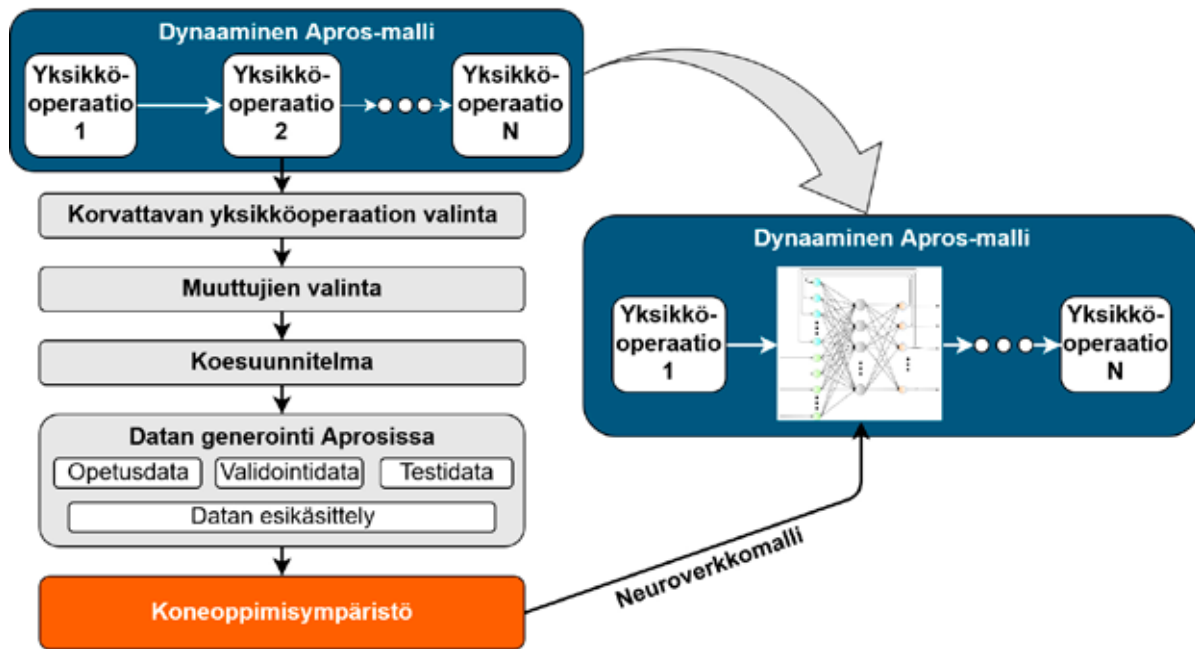 Dynaaminen Apros-malli
Yksikkö-
operaatio
1
Yksikkö-
operaatio
2
Yksikkö-
operaatio
N
Korvattavan yksikköoperaation valinta
Muuttujien valinta
Koesuunnitelma
Datan generointi Aprosissa
Opetusdata
Validointidata
Testidata
Datan esikäsittely
Koneoppimisympäristö
Neuroverkkomalli
Dynaaminen Apros-malli
Yksikkö-
operaatio
1
Yksikkö-
operaatio
N